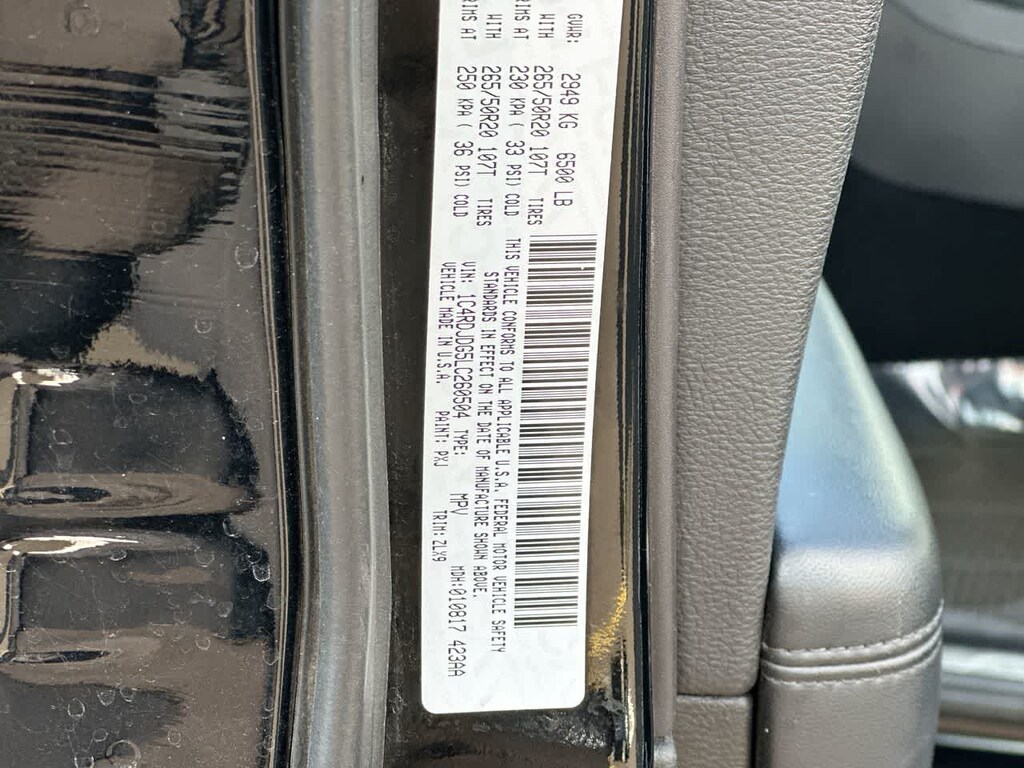 GVWR: 2949 KG 6500 LB
WITH 265/50R20 107T TIRES
RIMS AT 230 KPA ( 33 PSI) COLD
WITH 265/50R20 107T TIRES
RIMS AT 250 KPA ( 36 PSI) COLD
THIS VEHICLE CONFORMS TO ALL APPLICABLE U.S.A. FEDERAL MOTOR VEHICLE SAFETY
STANDARDS IN EFFECT ON THE DATE OF MANUFACTURE SHOWN ABOVE.
VIN: 1C4RDJDG5LC260504 TYPE: MPV MDH:010817 423AA
VEHICLE MADE IN U.S.A. PAINT: PXJ TRIM:ZLX9